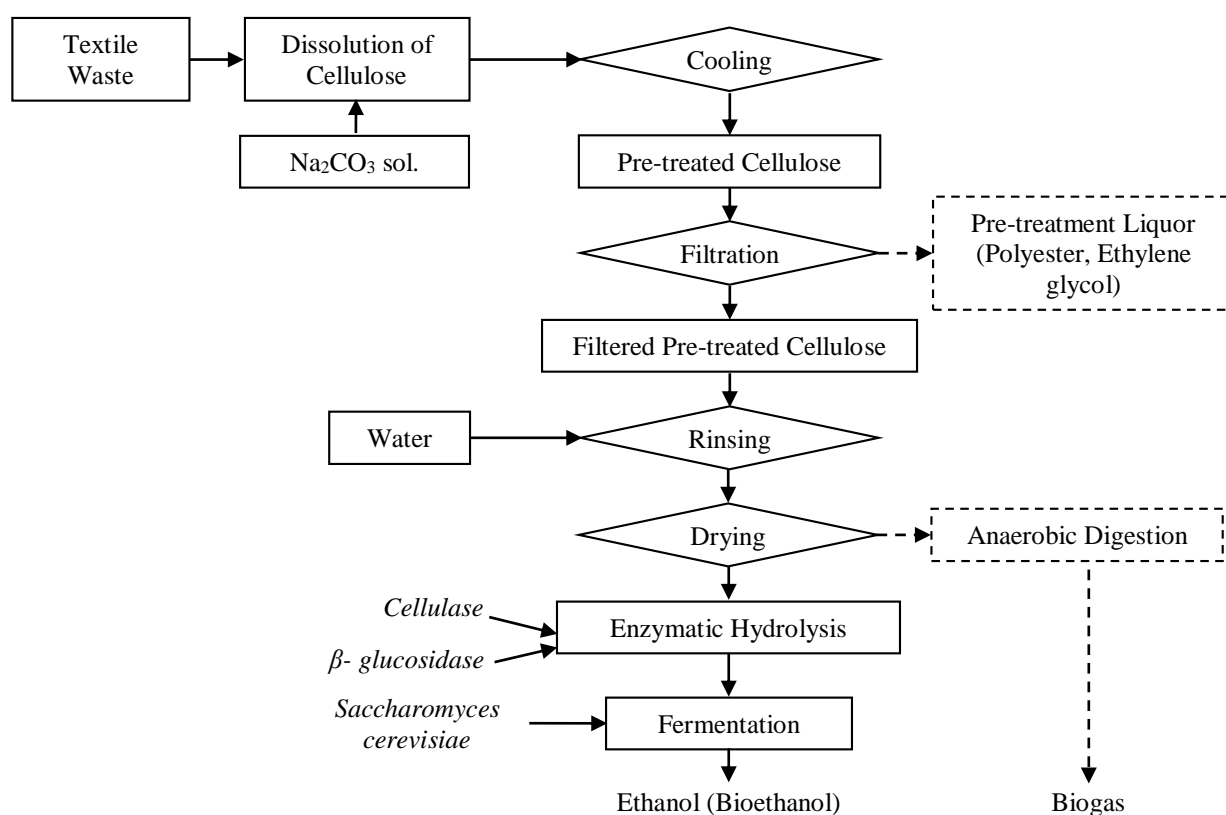 Textile
Waste
Dissolution of
Cellulose
Cooling
Na₂CO₃ sol.
Pre-treated Cellulose
Filtration
Pre-treatment Liquor
(Polyester, Ethylene
glycol)
Filtered Pre-treated Cellulose
Water
Rinsing
Drying
Anaerobic Digestion
Cellulase
β- glucosidase
Enzymatic Hydrolysis
Saccharomyces
cerevisiae
Fermentation
Ethanol (Bioethanol)
Biogas